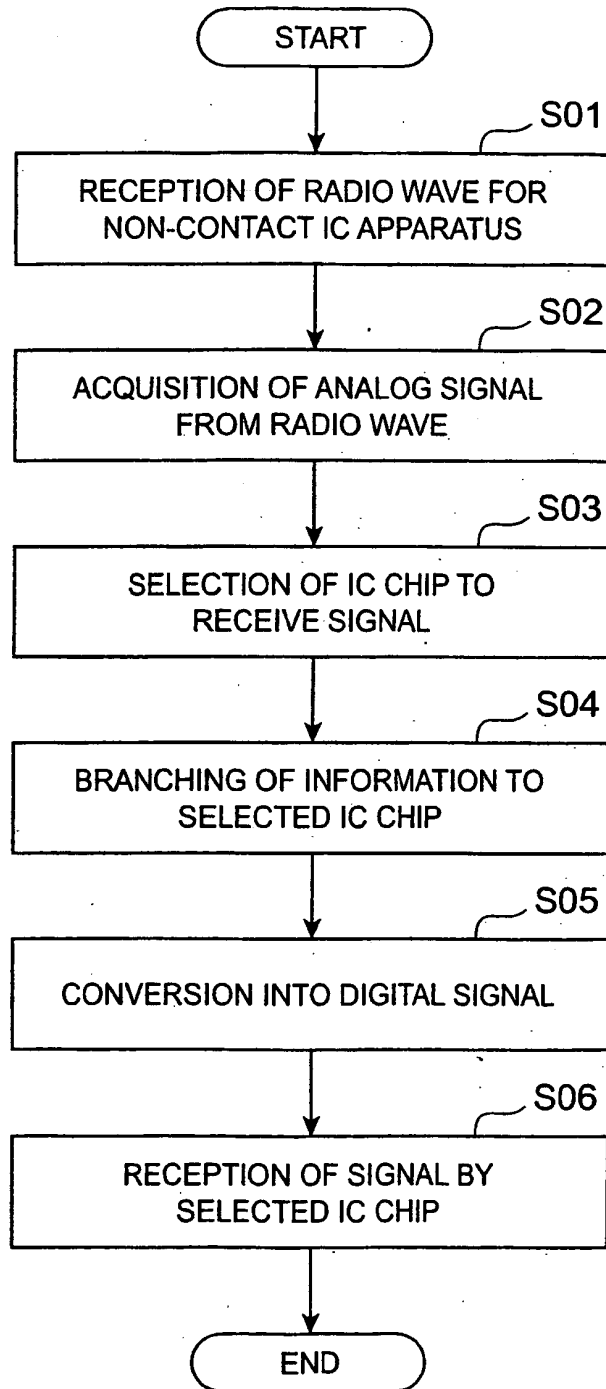 START
S01
RECEPTION OF RADIO WAVE FOR
NON-CONTACT IC APPARATUS
S02
ACQUISITION OF ANALOG SIGNAL
FROM RADIO WAVE
S03
SELECTION OF IC CHIP TO
RECEIVE SIGNAL
S04
BRANCHING OF INFORMATION TO
SELECTED IC CHIP
S05
CONVERSION INTO DIGITAL SIGNAL
S06
RECEPTION OF SIGNAL BY
SELECTED IC CHIP
END